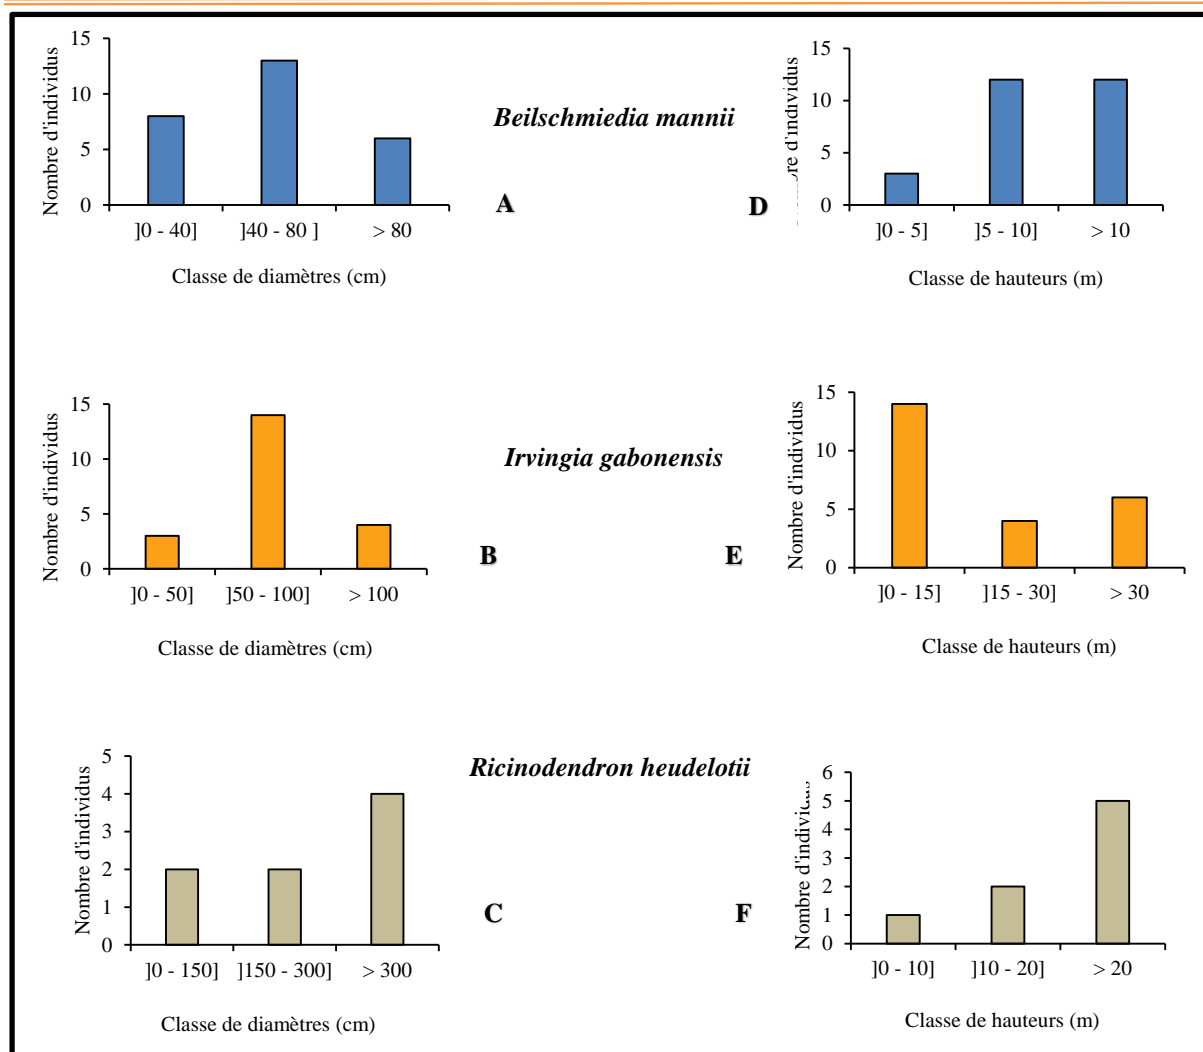 Nombre d'individus
15
10
5
0
]0 - 40]
]40 - 80 ]
> 80
Classe de diamètres (cm)
Beilschmiedia mannii
A
D
d'individus
15
10
5
0
]0 - 5]
]5 - 10]
> 10
Classe de hauteurs (m)
Nombre d'individus
15
10
5
0
]0 - 50]
]50 - 100]
> 100
Classe de diamètres (cm)
Irvingia gabonensis
B
E
Nombre d'individus
15
10
5
0
]0 - 15]
]15 - 30]
> 30
Classe de hauteurs (m)
Nombre d'individus
5
4
3
2
1
0
]0 - 150]
]150 - 300]
> 300
Classe de diamètres (cm)
Ricinodendron heudelotii
C
F
Nombre d'individus
6
5
4
3
2
1
0
]0 - 10]
]10 - 20]
> 20
Classe de hauteurs (m)